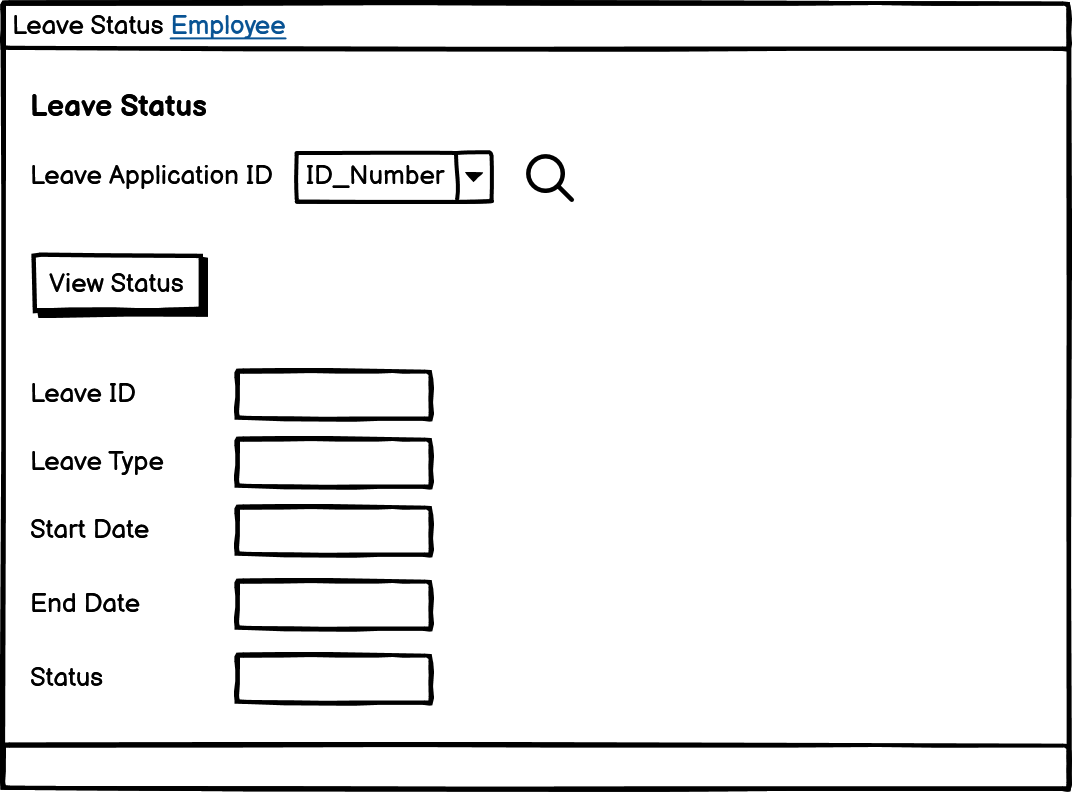 Leave Status Employee
Leave Status
Leave Application ID ID_Number
View Status
Leave ID
Leave Type
Start Date
End Date
Status